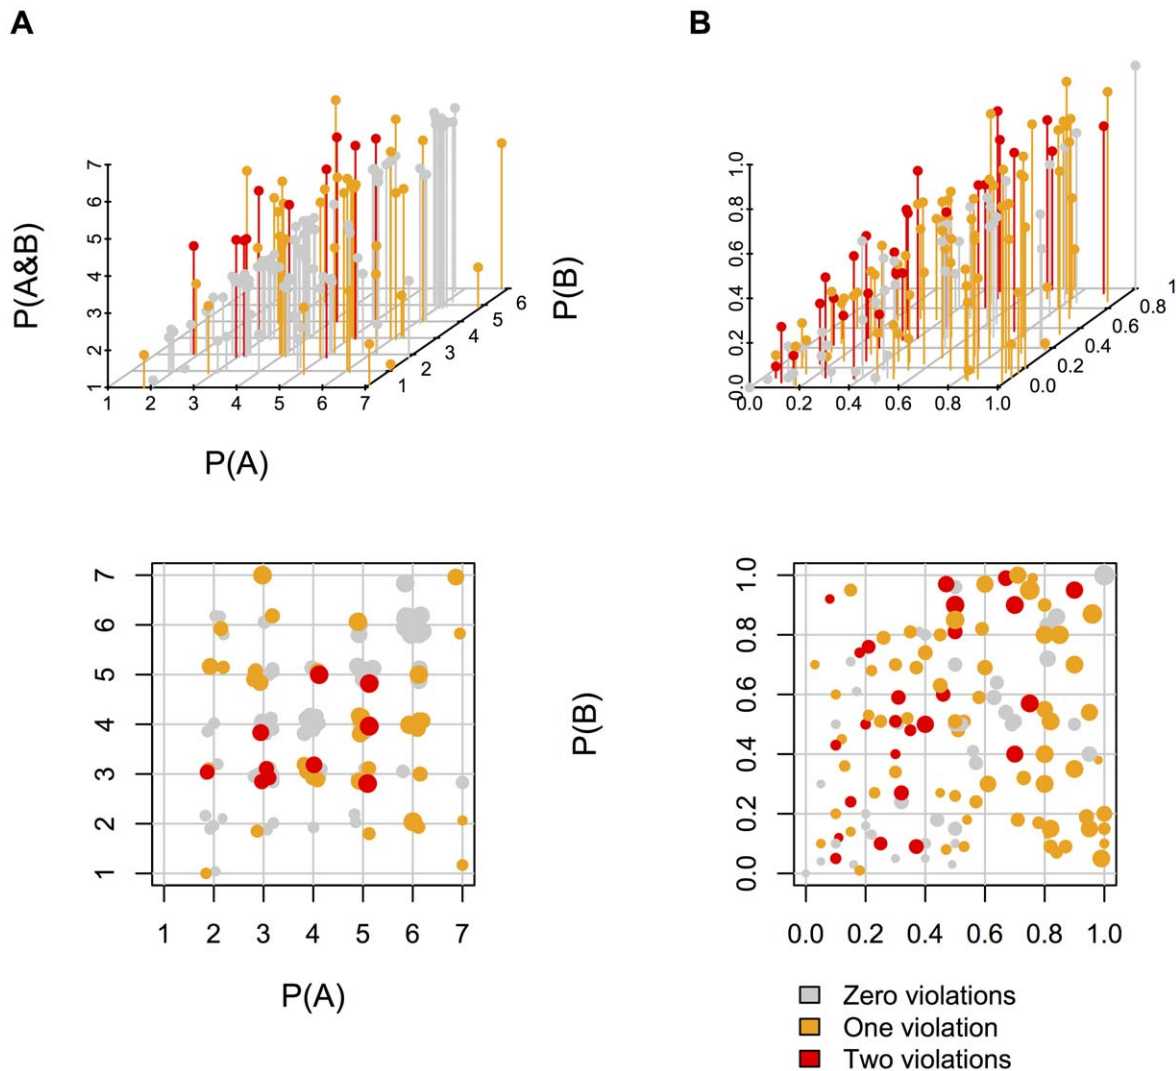 A
B
7
6
5
4
3
2
1
1 2 3 4 5 6 7
1 2 3 4 5 6
P(A&B)
P(A)
P(B)
1.0
0.8
0.6
0.4
0.2
0.0
0.0 0.2 0.4 0.6 0.8 1.0
0.0 0.2 0.4 0.6 0.8 1
7
6
5
4
3
2
1
1 2 3 4 5 6 7
P(A)
P(B)
1.0
0.8
0.6
0.4
0.2
0.0
0.0 0.2 0.4 0.6 0.8 1.0
Zero violations
One violation
Two violations